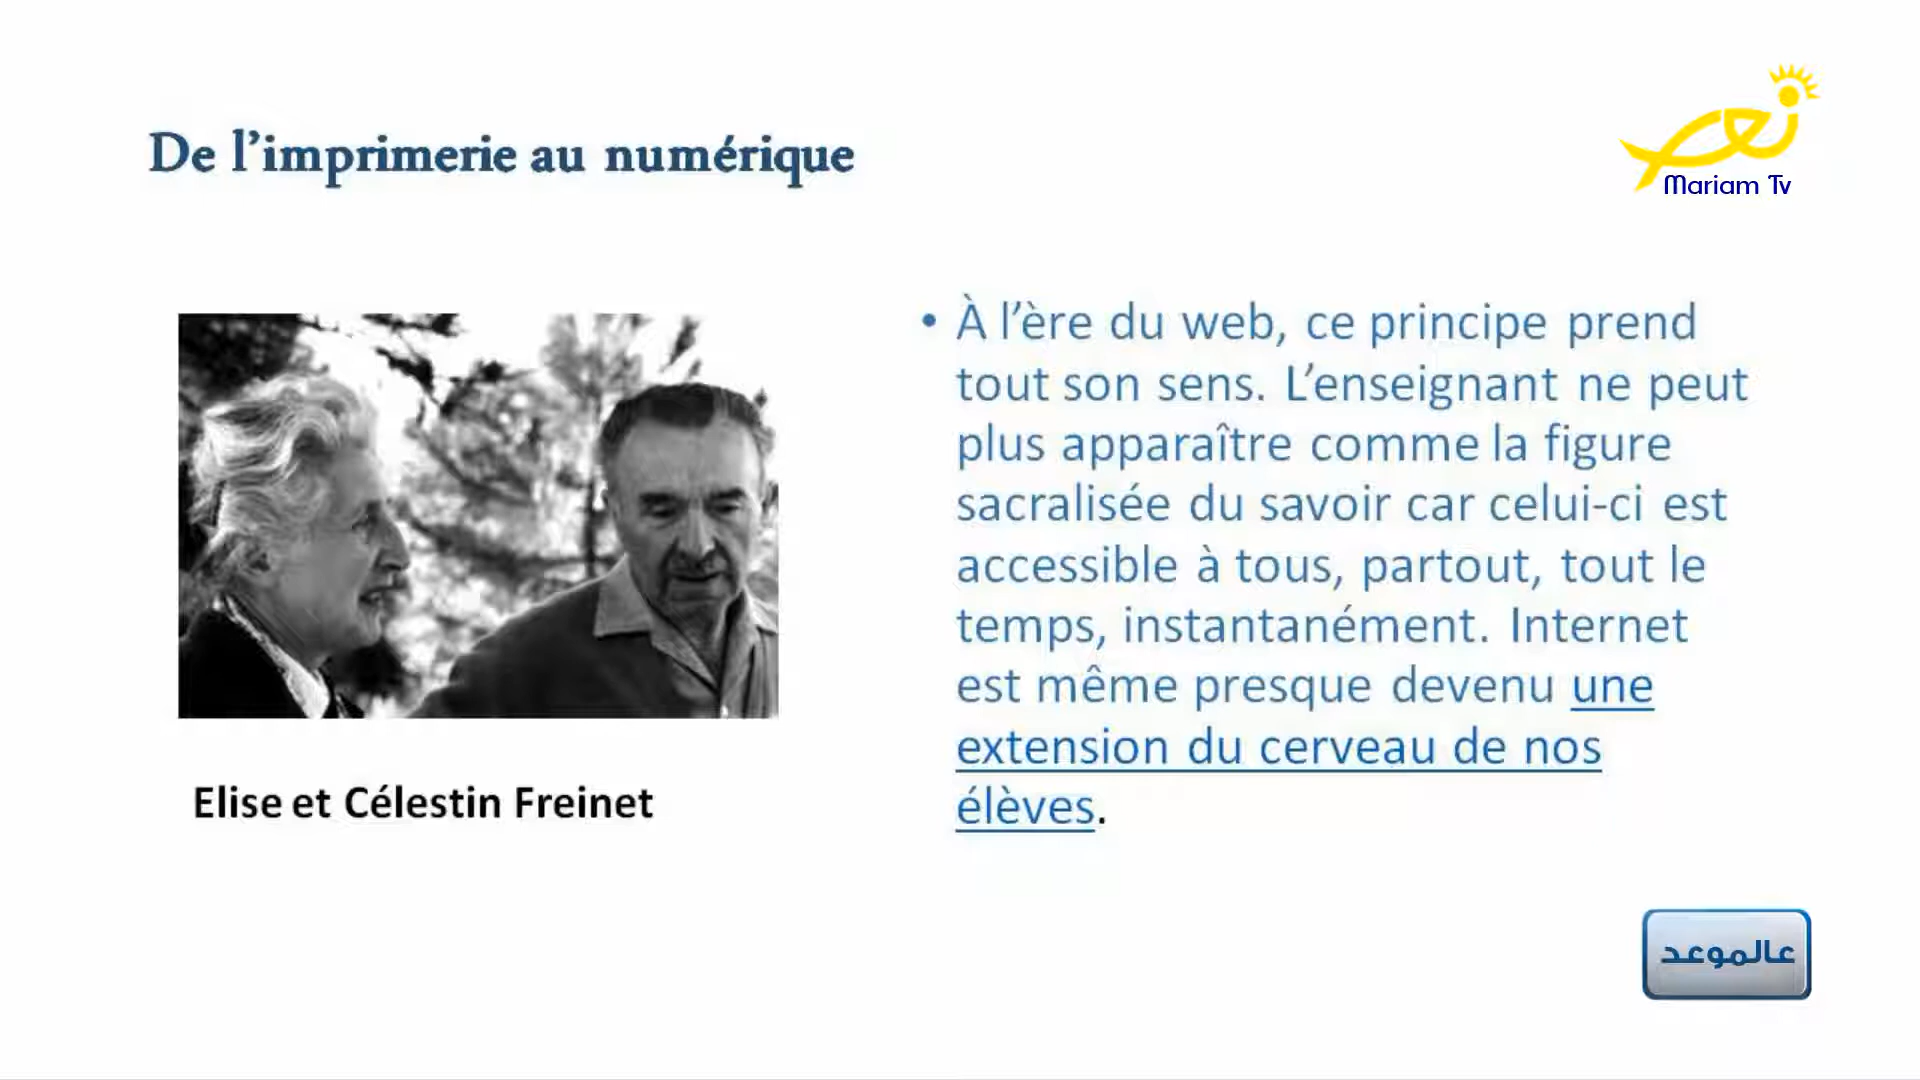 De l’imprimerie au numérique
نعم
Mariam Tv
• À l’ère du web, ce principe prend
tout son sens. L’enseignant ne peut
plus apparaître comme la figure
sacralisée du savoir car celui-ci est
accessible à tous, partout, tout le
temps, instantanément. Internet
est même presque devenu une
extension du cerveau de nos
élèves.
Elise et Célestin Freinet
عالموعد